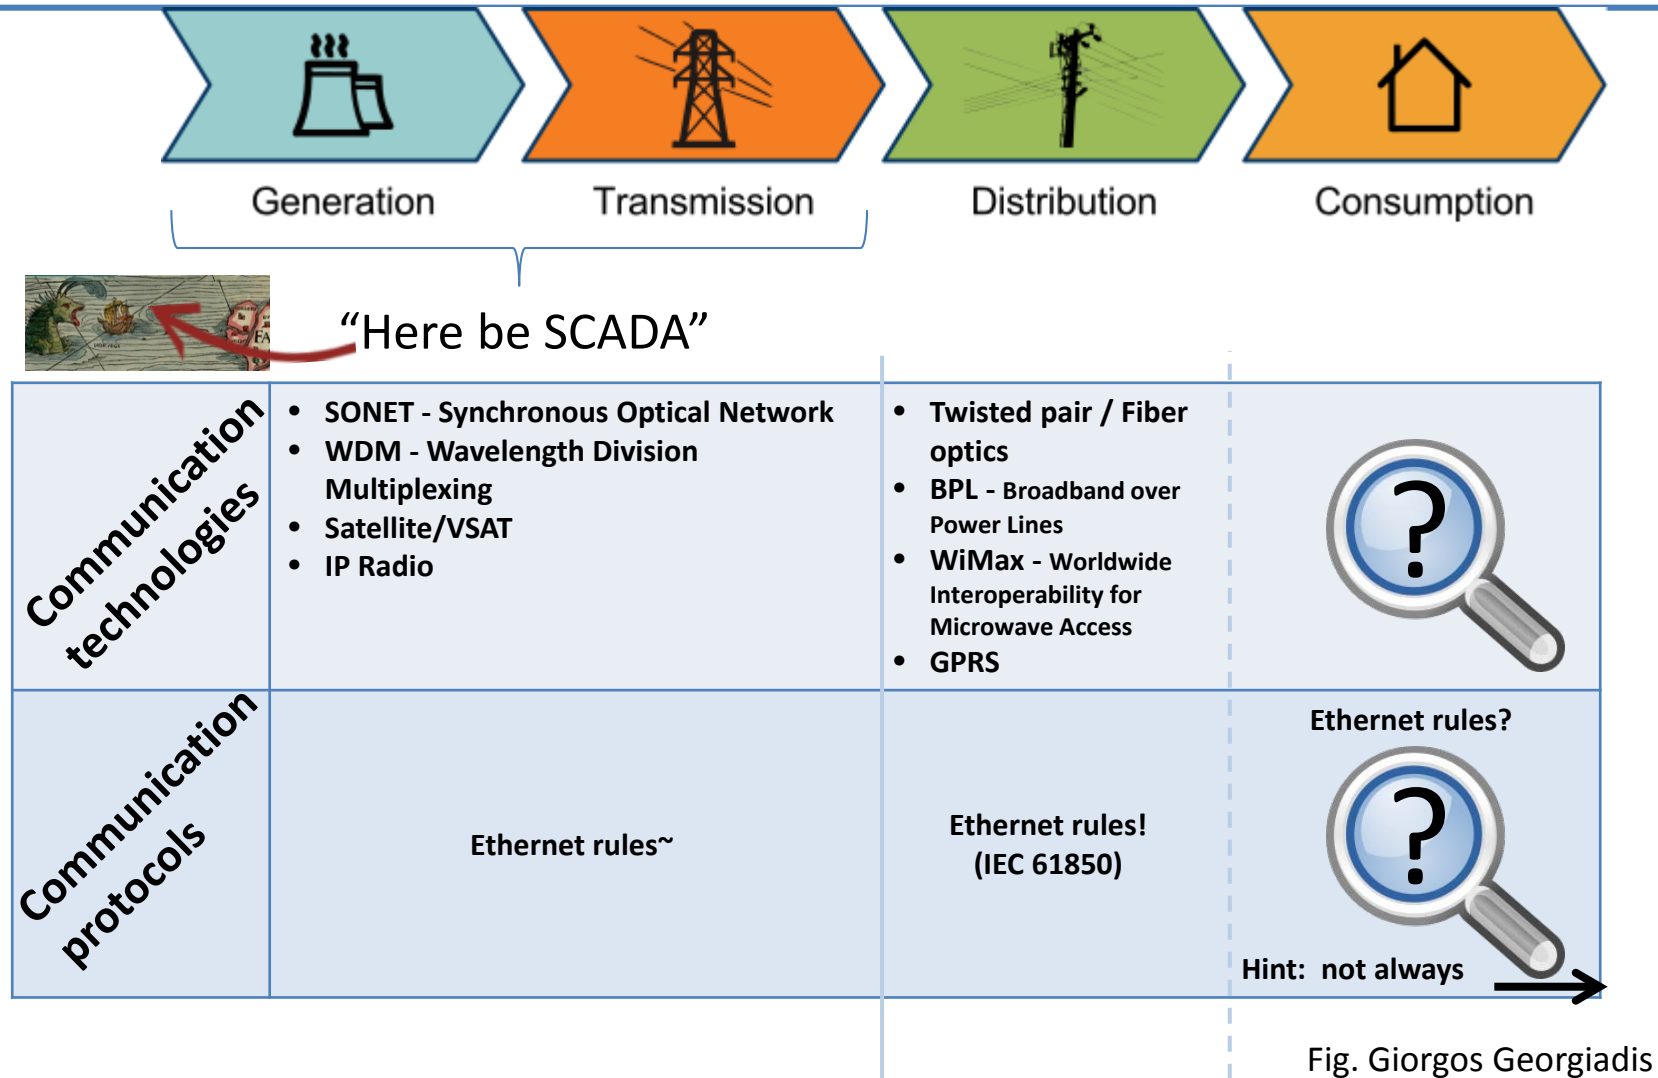 Generation
Transmission
Distribution
Consumption
“Here be SCADA”
Communication
technologies
• SONET - Synchronous Optical Network
• WDM - Wavelength Division
Multiplexing
• Satellite/VSAT
• IP Radio
• Twisted pair / Fiber
optics
• BPL - Broadband over
Power Lines
• WiMax - Worldwide
Interoperability for
Microwave Access
• GPRS
?
Communication
protocols
Ethernet rules~
Ethernet rules!
(IEC 61850)
Ethernet rules?
?
Hint: not always
Fig. Giorgos Georgiadis